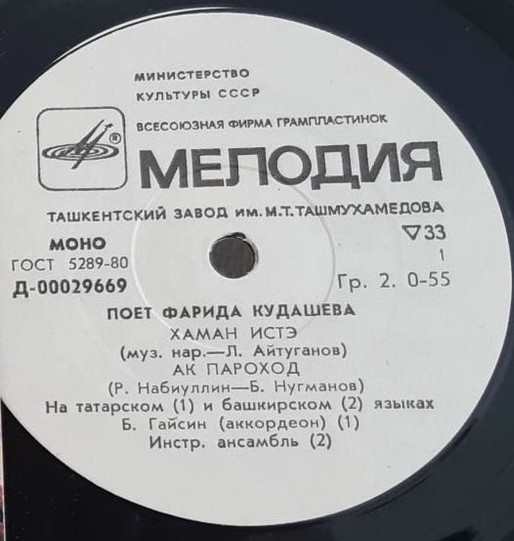 МИНИСТЕРСТВО
КУЛЬТУРЫ СССР
®
ВСЕСОЮЗНАЯ ФИРМА ГРАМПЛАСТИНОК
МЕЛОДИЯ
ТАШКЕНТСКИЙ ЗАВОД ИМ. М.Т. ТАШМУХАМЕДОВА
МОНО ▽33
ГОСТ 5289-80 1
Д-00029669 Гр. 2. 0-55
ПОЕТ ФАРИДА КУДАШЕВА
ХАМАН ИСТЭ
(муз. нар.—Л. Айтуганов)
АК ПАРОХОД
(Р. Набиуллин—Б. Нугманов)
На татарском (1) и башкирском (2) языках
Б. Гайсин (аккордеон) (1)
Инстр. ансамбль (2)